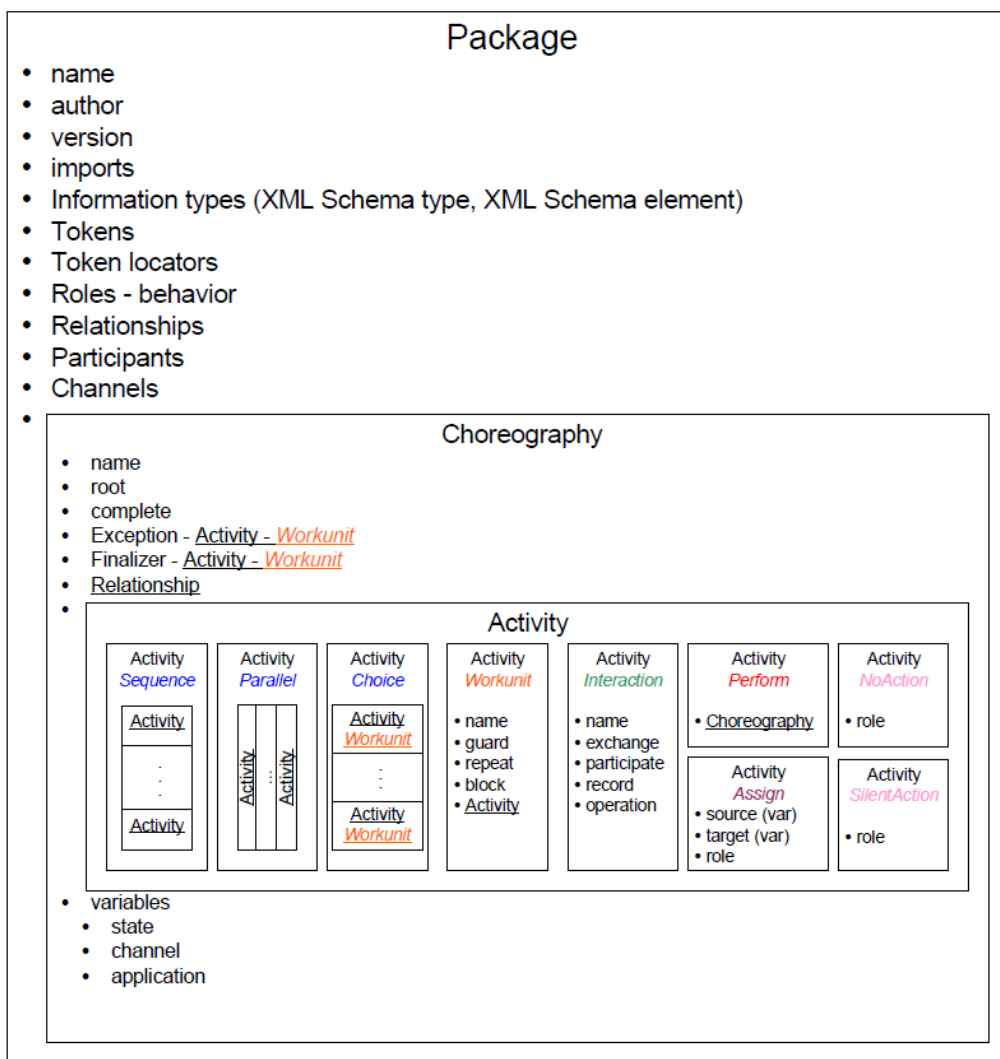 Package
• name
• author
• version
• imports
• Information types (XML Schema type, XML Schema element)
• Tokens
• Token locators
• Roles - behavior
• Relationships
• Participants
• Channels
•
Choreography
• name
• root
• complete
• Exception - Activity - Workunit
• Finalizer - Activity - Workunit
• Relationship
•
Activity
Activity
Sequence
Activity
. . .
Activity
Activity
Parallel
Activity
...
Activity
Activity
Choice
Activity
Workunit
. . .
Activity
Workunit
Activity
Workunit
• name
• guard
• repeat
• block
• Activity
Activity
Interaction
• name
• exchange
• participate
• record
• operation
Activity
Perform
• Choreography
Activity
Assign
• source (var)
• target (var)
• role
Activity
NoAction
• role
Activity
SilentAction
• role
• variables
• state
• channel
• application